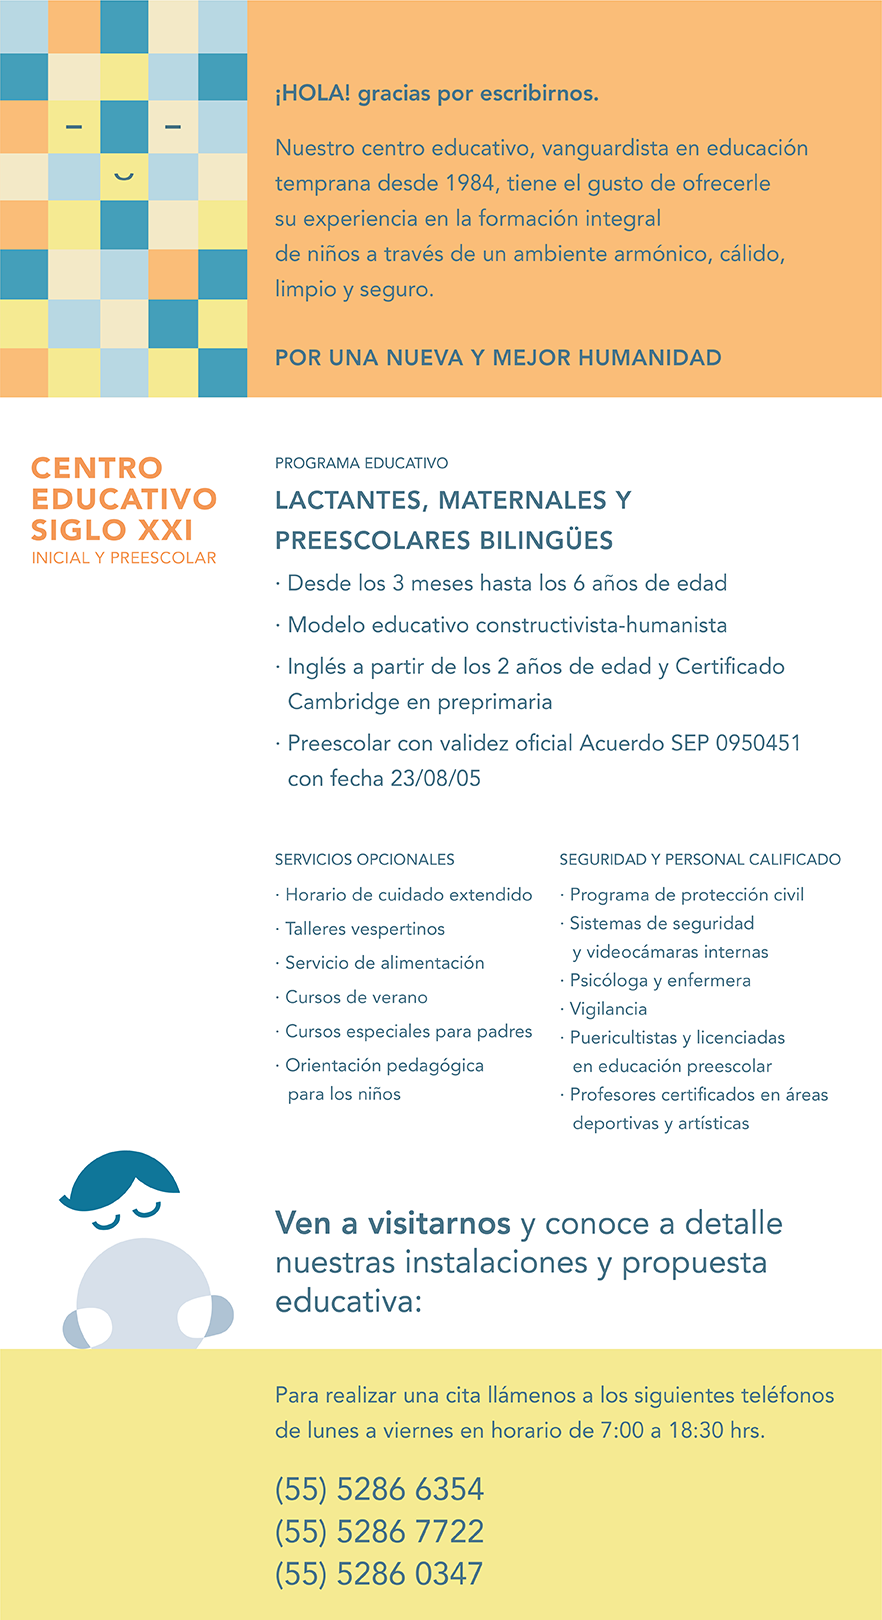 ¡HOLA! gracias por escribirnos.
Nuestro centro educativo, vanguardista en educación
temprana desde 1984, tiene el gusto de ofrecerle
su experiencia en la formación integral
de niños a través de un ambiente armónico, cálido,
limpio y seguro.
POR UNA NUEVA Y MEJOR HUMANIDAD
CENTRO
EDUCATIVO
SIGLO XXI
INICIAL Y PREESCOLAR
PROGRAMA EDUCATIVO
LACTANTES, MATERNALES Y
PREESCOLARES BILINGÜES
· Desde los 3 meses hasta los 6 años de edad
· Modelo educativo constructivista-humanista
· Inglés a partir de los 2 años de edad y Certificado
Cambridge en preprimaria
· Preescolar con validez oficial Acuerdo SEP 0950451
con fecha 23/08/05
SERVICIOS OPCIONALES
· Horario de cuidado extendido
· Talleres vespertinos
· Servicio de alimentación
· Cursos de verano
· Cursos especiales para padres
· Orientación pedagógica
para los niños
SEGURIDAD Y PERSONAL CALIFICADO
· Programa de protección civil
· Sistemas de seguridad
y videocámaras internas
· Psicóloga y enfermera
· Vigilancia
· Puericultistas y licenciadas
en educación preescolar
· Profesores certificados en áreas
deportivas y artísticas
Ven a visitarnos y conoce a detalle
nuestras instalaciones y propuesta
educativa:
Para realizar una cita llámenos a los siguientes teléfonos
de lunes a viernes en horario de 7:00 a 18:30 hrs.
(55) 5286 6354
(55) 5286 7722
(55) 5286 0347